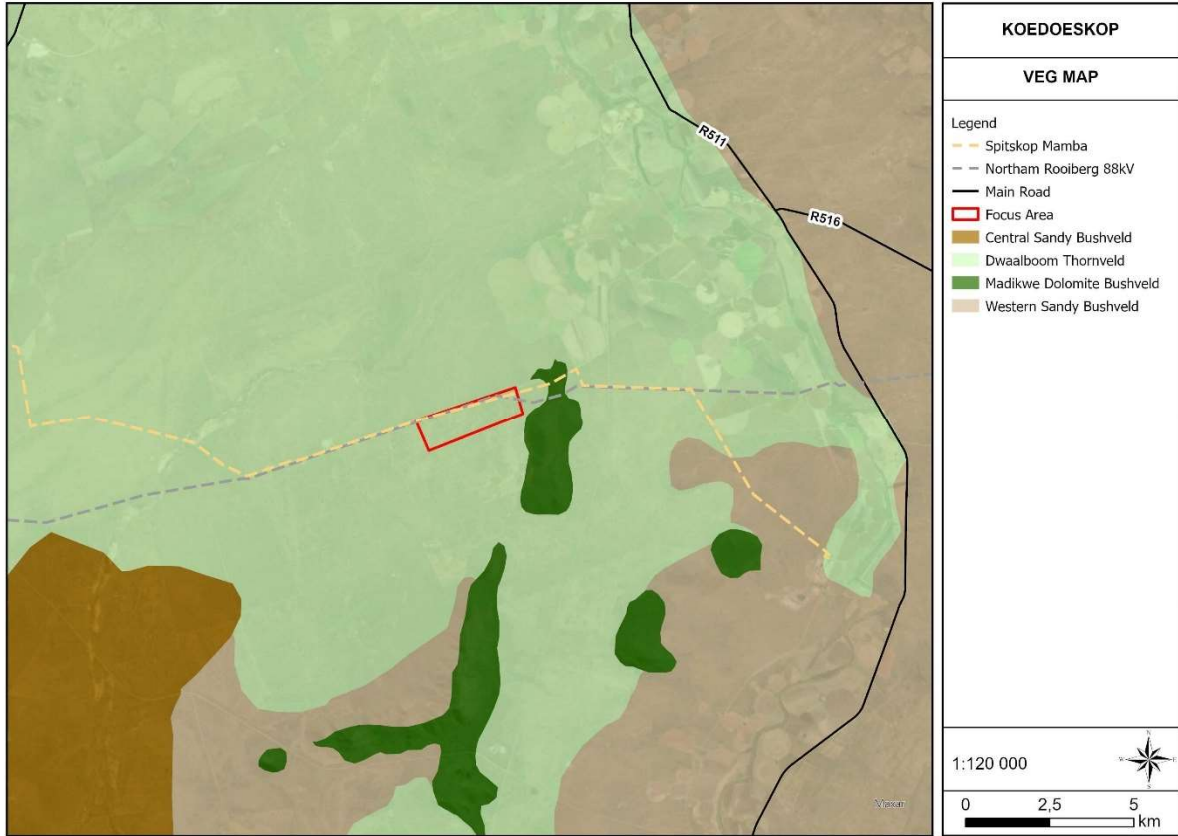 KOEDOESKOP
VEG MAP
Legend
Spitskop Mamba
Northam Rooiberg 88kV
Main Road
Focus Area
Central Sandy Bushveld
Dwaalboom Thornveld
Madikwe Dolomite Bushveld
Western Sandy Bushveld
R511
R516
Maxar
1:120 000
N
W
E
S
0 2,5 5
km